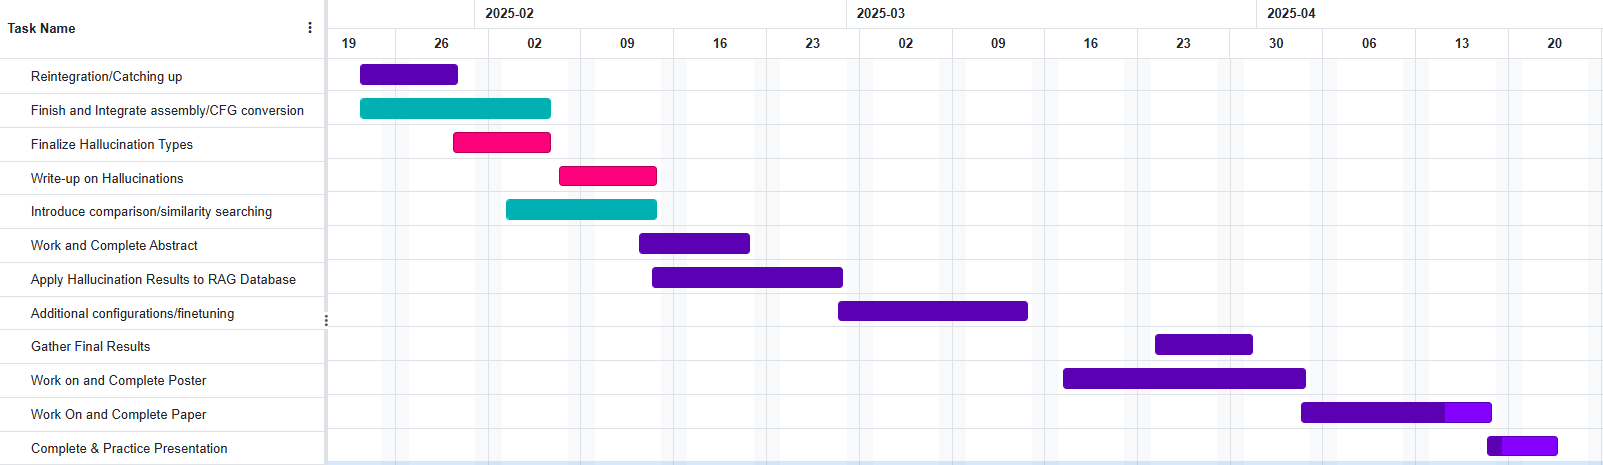 Task Name
2025-02 2025-03 2025-04
19 26 02 09 16 23 02 09 16 23 30 06 13 20
Reintegration/Catching up
Finish and Integrate assembly/CFG conversion
Finalize Hallucination Types
Write-up on Hallucinations
Introduce comparison/similarity searching
Work and Complete Abstract
Apply Hallucination Results to RAG Database
Additional configurations/finetuning
Gather Final Results
Work on and Complete Poster
Work On and Complete Paper
Complete & Practice Presentation